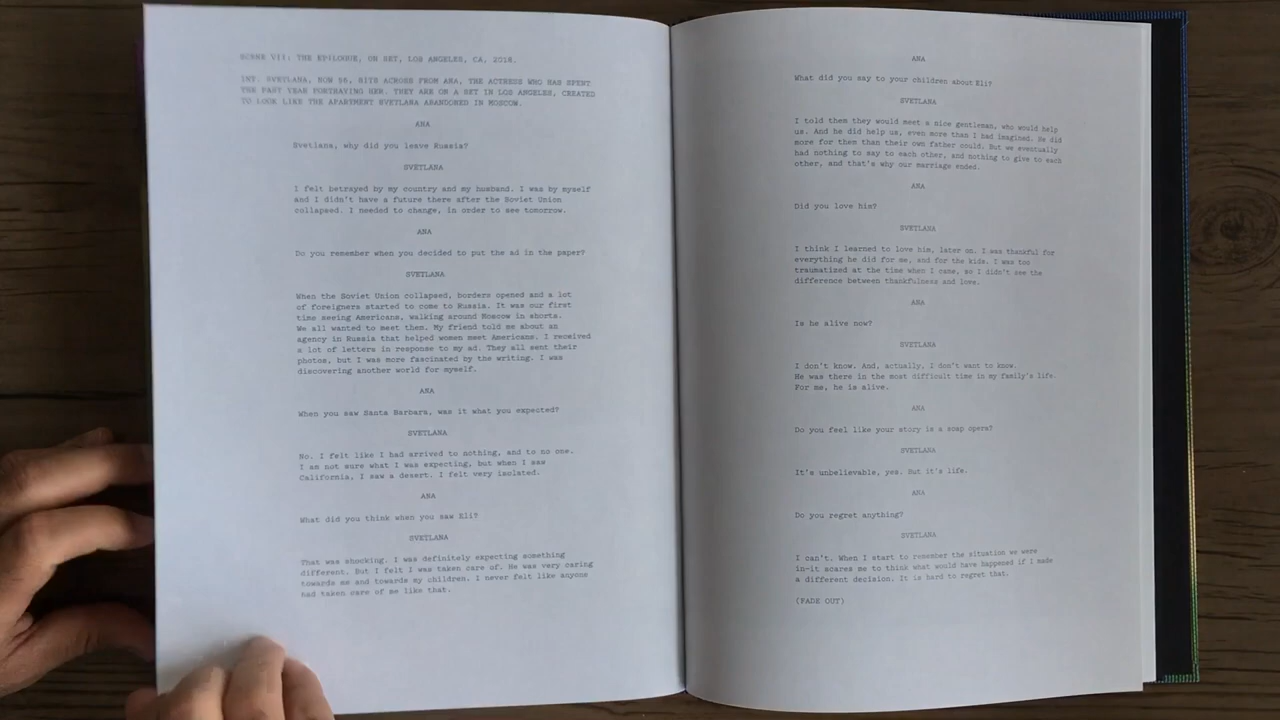 SCENE VII: THE EPILOGUE, ON SET, LOS ANGELES, CA, 2018.
INT. SVETLANA, NOW 56, SITS ACROSS FROM ANA, THE ACTRESS WHO HAS SPENT
THE PAST YEAR PORTRAYING HER. THEY ARE ON A SET IN LOS ANGELES, CREATED
TO LOOK LIKE THE APARTMENT SVETLANA ABANDONED IN MOSCOW.
ANA
Svetlana, why did you leave Russia?
SVETLANA
I felt betrayed by my country and my husband. I was by myself
and I didn't have a future there after the Soviet Union
collapsed. I needed to change, in order to see tomorrow.
ANA
Do you remember when you decided to put the ad in the paper?
SVETLANA
When the Soviet Union collapsed, borders opened and a lot
of foreigners started to come to Russia. It was our first
time seeing Americans, walking around Moscow in shorts.
We all wanted to meet them. My friend told me about an
agency in Russia that helped women meet Americans. I received
a lot of letters in response to my ad. They all sent their
photos, but I was more fascinated by the writing. I was
discovering another world for myself.
ANA
When you saw Santa Barbara, was it what you expected?
SVETLANA
No. I felt like I had arrived to nothing, and to no one.
I am not sure what I was expecting, but when I saw
California, I saw a desert. I felt very isolated.
ANA
What did you think when you saw Eli?
SVETLANA
That was shocking. I was definitely expecting something
different. But I felt I was taken care of. He was very caring
towards me and towards my children. I never felt like anyone
had taken care of me like that.
ANA
What did you say to your children about Eli?
SVETLANA
I told them they would meet a nice gentleman, who would help
us. And he did help us, even more than I had imagined. He did
more for them than their own father could. But we eventually
had nothing to say to each other, and nothing to give to each
other, and that's why our marriage ended.
ANA
Did you love him?
SVETLANA
I think I learned to love him, later on. I was thankful for
everything he did for me, and for the kids. I was too
traumatized at the time when I came, so I didn't see the
difference between thankfulness and love.
ANA
Is he alive now?
SVETLANA
I don't know. And, actually, I don't want to know.
He was there in the most difficult time in my family's life.
For me, he is alive.
ANA
Do you feel like your story is a soap opera?
SVETLANA
It's unbelievable, yes. But it's life.
ANA
Do you regret anything?
SVETLANA
I can't. When I start to remember the situation we were
in—it scares me to think what would have happened if I made
a different decision. It is hard to regret that.
(FADE OUT)